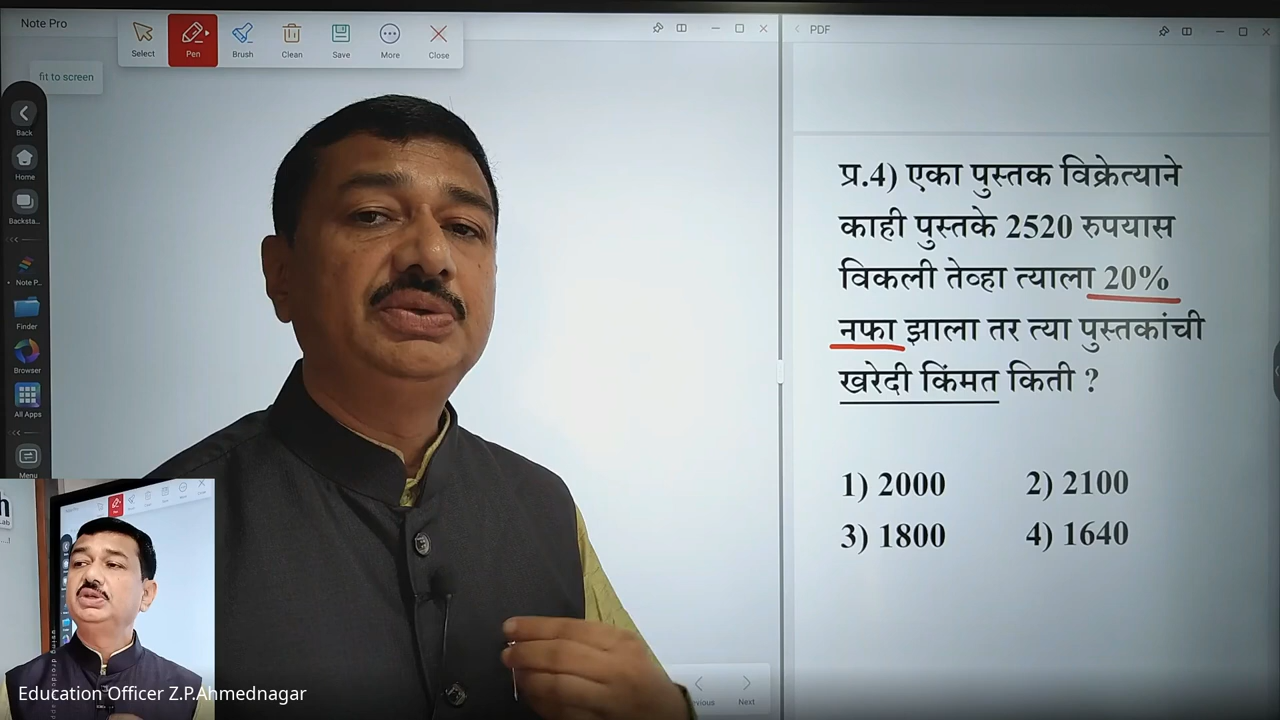 Note Pro
Select
Pen
Brush
Clean
Save
More
Close
PDF
fit to screen
Back
Home
Backsta...
Note P...
Finder
Browser
All Apps
Menu
प्र.4) एका पुस्तक विक्रेत्याने
काही पुस्तके 2520 रुपयास
विकली तेव्हा त्याला 20%
नफा झाला तर त्या पुस्तकांची
खरेदी किंमत किती ?
1) 2000 2) 2100
3) 1800 4) 1640
Next
Education Officer Z.P.Ahmednagar